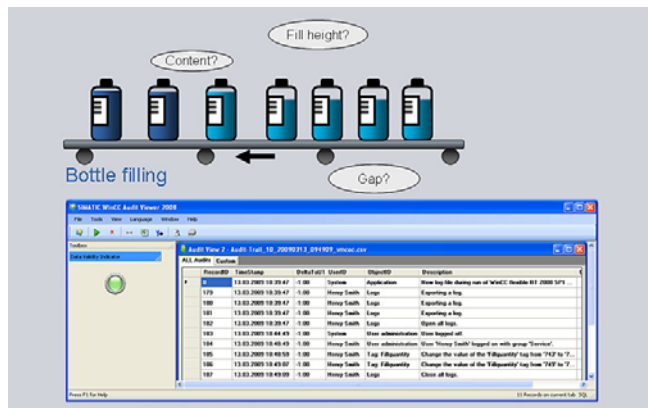 Fill height?
Content?
Bottle filling
Gap?
SIMATIC WinCC Audit Viewer 2008
File Tools View Language Window Help
Toolbox
Data Validity Indicator
Audit View 2 - Audit-Trail_10_20090313_094909_vmcac.csv
ALL Audits Custom
RecordID TimeStamp DeltaToUT UserID ObjectID Description
0 13.03.2009 10:39:47 -1:00 System Application New log file during run of WinCC flexible RT 2008 SP1 ...
179 13.03.2009 10:39:47 -1:00 Henry Smith Logs Exporting a log.
180 13.03.2009 10:39:47 -1:00 Henry Smith Logs Exporting a log.
181 13.03.2009 10:39:47 -1:00 Henry Smith Logs Exporting a log.
182 13.03.2009 10:39:47 -1:00 Henry Smith Logs Open all logs.
183 13.03.2009 10:44:49 -1:00 System User administration User logged off.
184 13.03.2009 10:48:49 -1:00 Henry Smith User administration User 'Henry Smith' logged on with group 'Service'.
185 13.03.2009 10:48:59 -1:00 Henry Smith Tag: Fillquantity Change the value of the 'Fillquantity' tag from '743' to '7...
186 13.03.2009 10:49:07 -1:00 Henry Smith Tag: Fillquantity Change the value of the 'Fillquantity' tag from '749' to '7...
187 13.03.2009 10:49:09 -1:00 Henry Smith Logs Close all logs.
Press F1 for Help 11 Records on current tab SQL